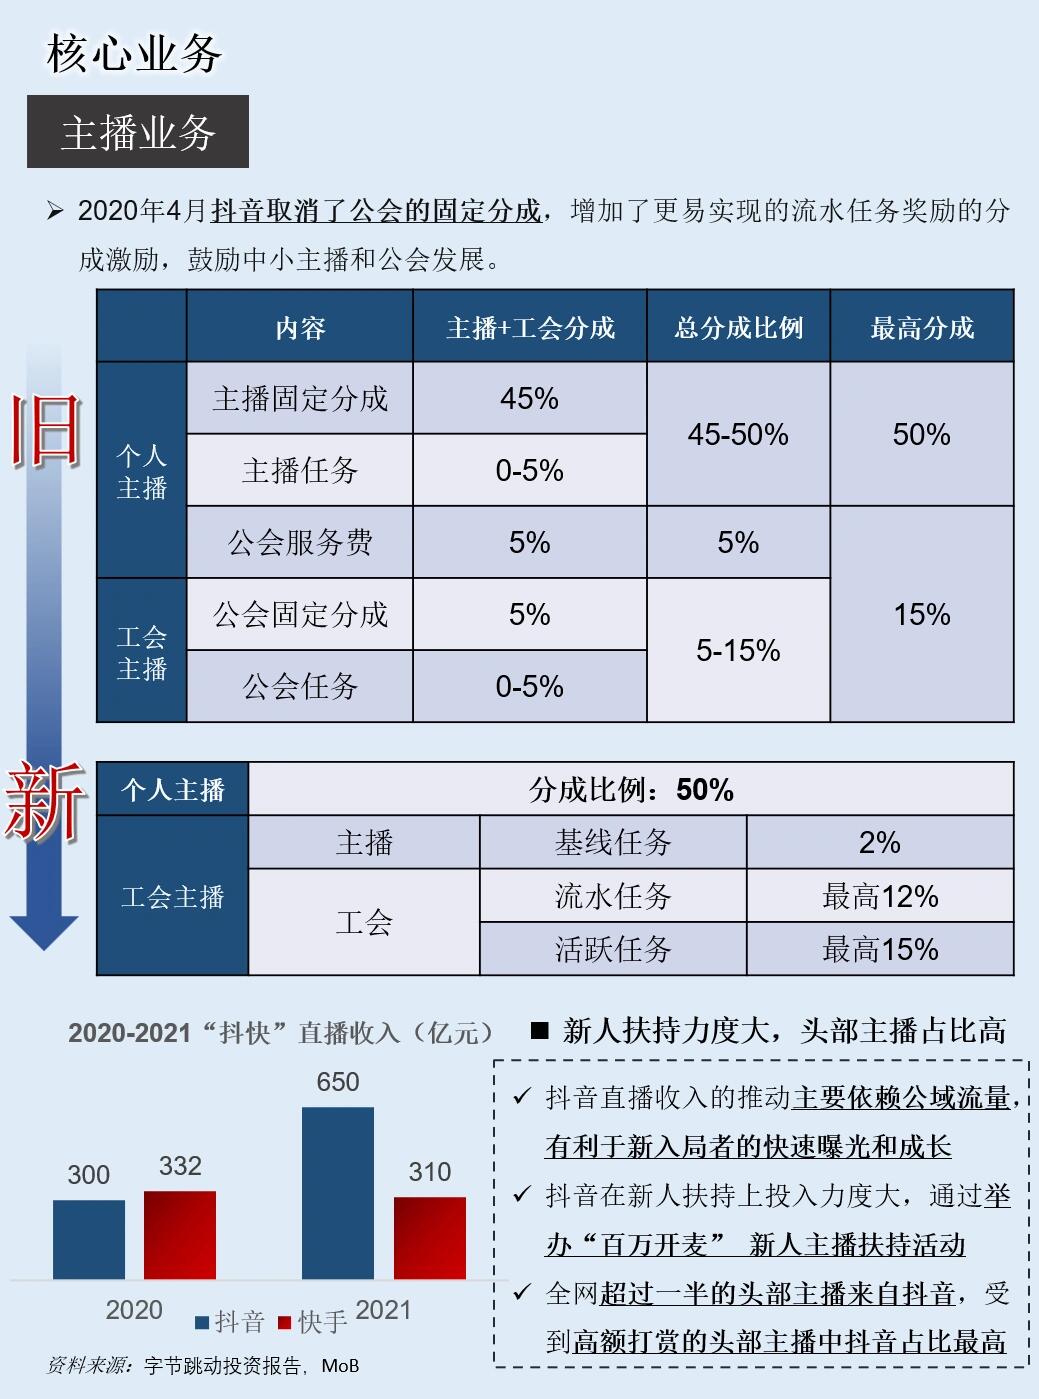 核心业务
主播业务
➢ 2020年4月抖音取消了公会的固定分成，增加了更易实现的流水任务奖励的分
成激励，鼓励中小主播和公会发展。
内容 主播+工会分成 总分成比例 最高分成
旧
个人
主播
主播固定分成 45% 45-50% 50%
主播任务 0-5%
公会服务费 5% 5% 15%
工会
主播
公会固定分成 5% 5-15%
公会任务 0-5%
新
个人主播 分成比例：50%
工会主播 主播 基线任务 2%
工会 流水任务 最高12%
活跃任务 最高15%
2020-2021“抖快”直播收入（亿元）
300 332 650 310
2020 2021
抖音 快手
■ 新人扶持力度大，头部主播占比高
✓ 抖音直播收入的推动主要依赖公域流量，
有利于新入局者的快速曝光和成长
✓ 抖音在新人扶持上投入力度大，通过举
办“百万开麦” 新人主播扶持活动
✓ 全网超过一半的头部主播来自抖音，受
到高额打赏的头部主播中抖音占比最高
资料来源：字节跳动投资报告，MoB